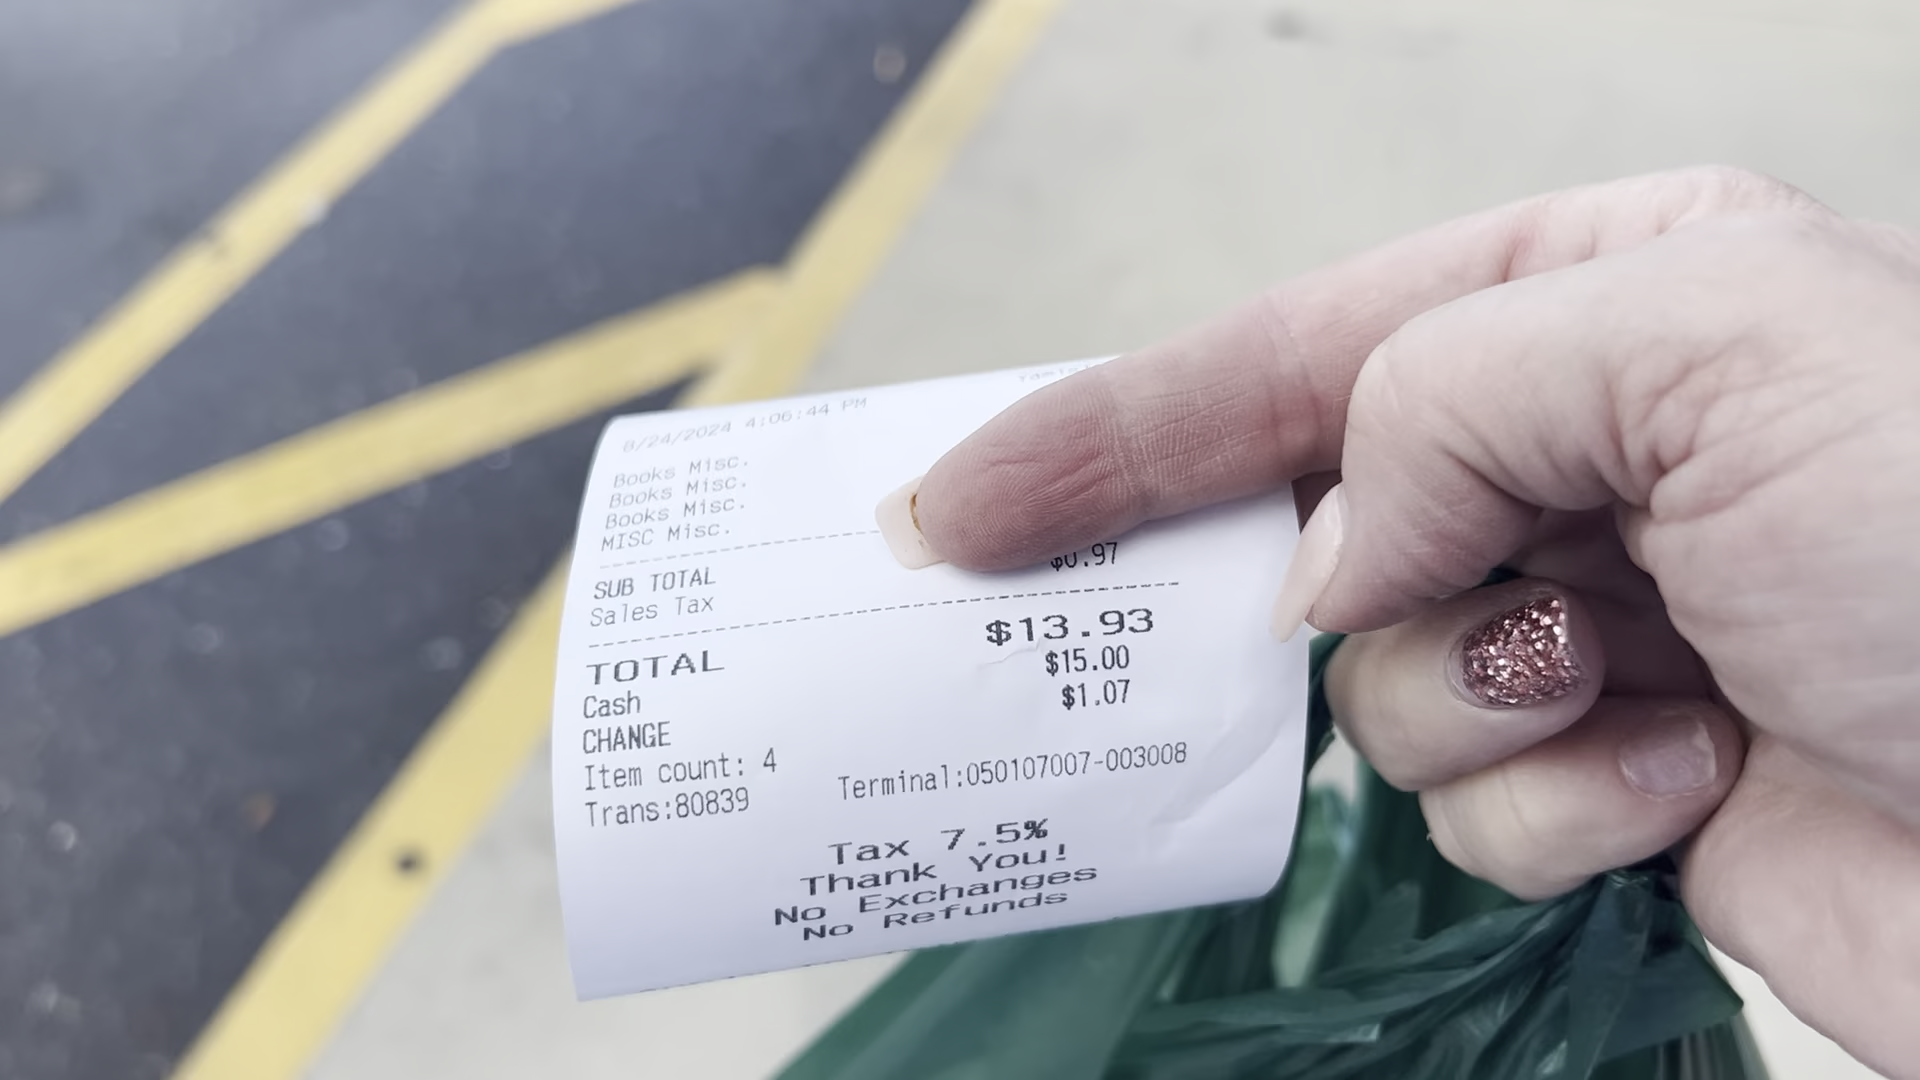 8/24/2024 4:06:44 PM
Books Misc.
Books Misc.
Books Misc.
MISC Misc.
SUB TOTAL
Sales Tax $0.97
TOTAL $13.93
Cash $15.00
CHANGE $1.07
Item count: 4
Trans:80839 Terminal:050107007-003008
Tax 7.5%
Thank You!
No Exchanges
No Refunds